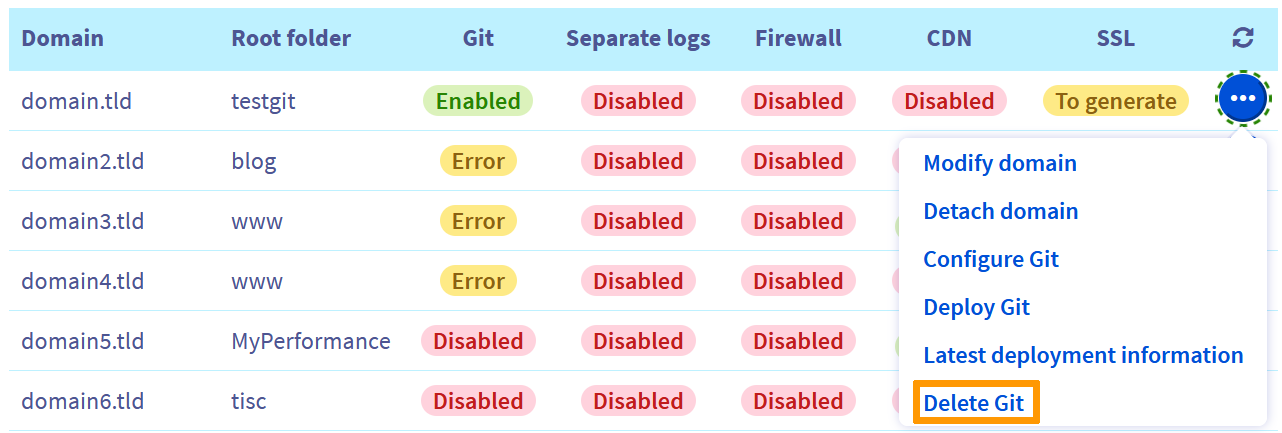 Domain Root folder Git Separate logs Firewall CDN SSL
domain.tld testgit Enabled Disabled Disabled Disabled To generate
domain2.tld blog Error Disabled Disabled
Modify domain
Detach domain
domain3.tld www Error Disabled Disabled
Configure Git
domain4.tld www Error Disabled Disabled
Deploy Git
domain5.tld MyPerformance Disabled Disabled Disabled
Latest deployment information
domain6.tld tisc Disabled Disabled Disabled
Delete Git